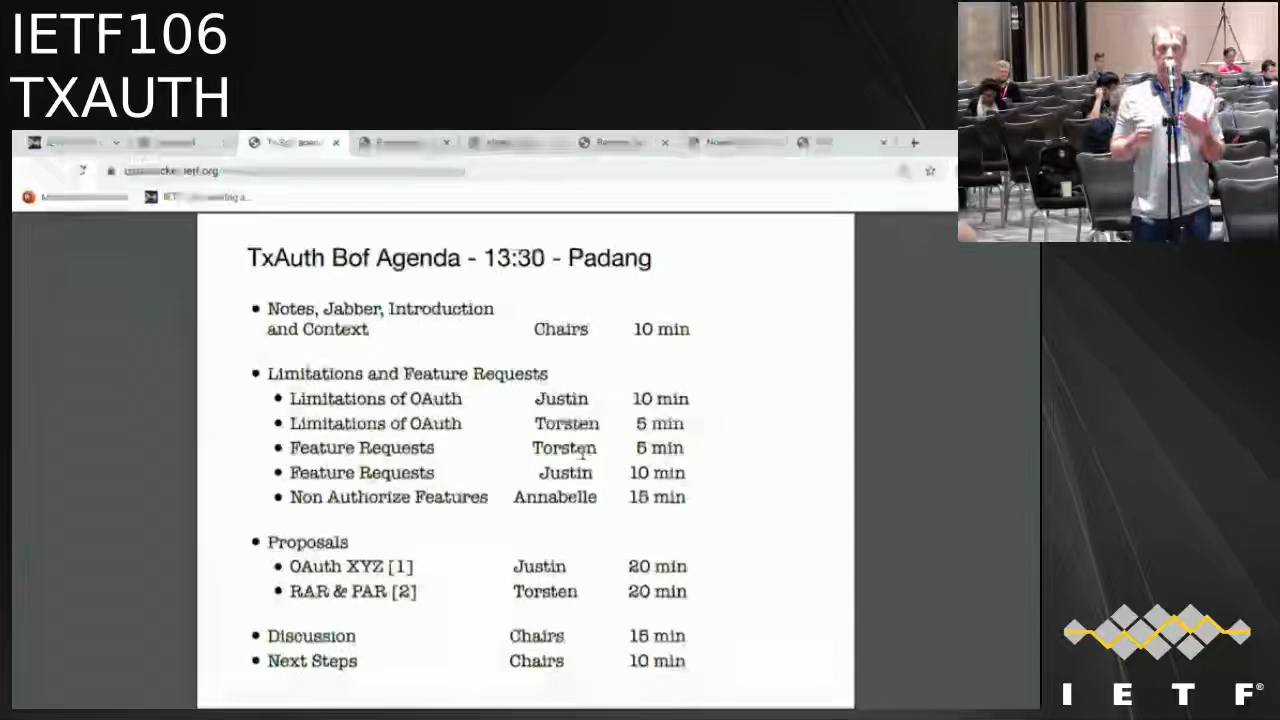 IETF106
TXAUTH
ietf.org
TxAuth Bof Agenda - 13:30 - Padang
• Notes, Jabber, Introduction
and Context Chairs 10 min
• Limitations and Feature Requests
• Limitations of OAuth Justin 10 min
• Limitations of OAuth Torsten 5 min
• Feature Requests Torsten 5 min
• Feature Requests Justin 10 min
• Non Authorize Features Annabelle 15 min
• Proposals
• OAuth XYZ [1] Justin 20 min
• RAR & PAR [2] Torsten 20 min
• Discussion Chairs 15 min
• Next Steps Chairs 10 min
I E T F®